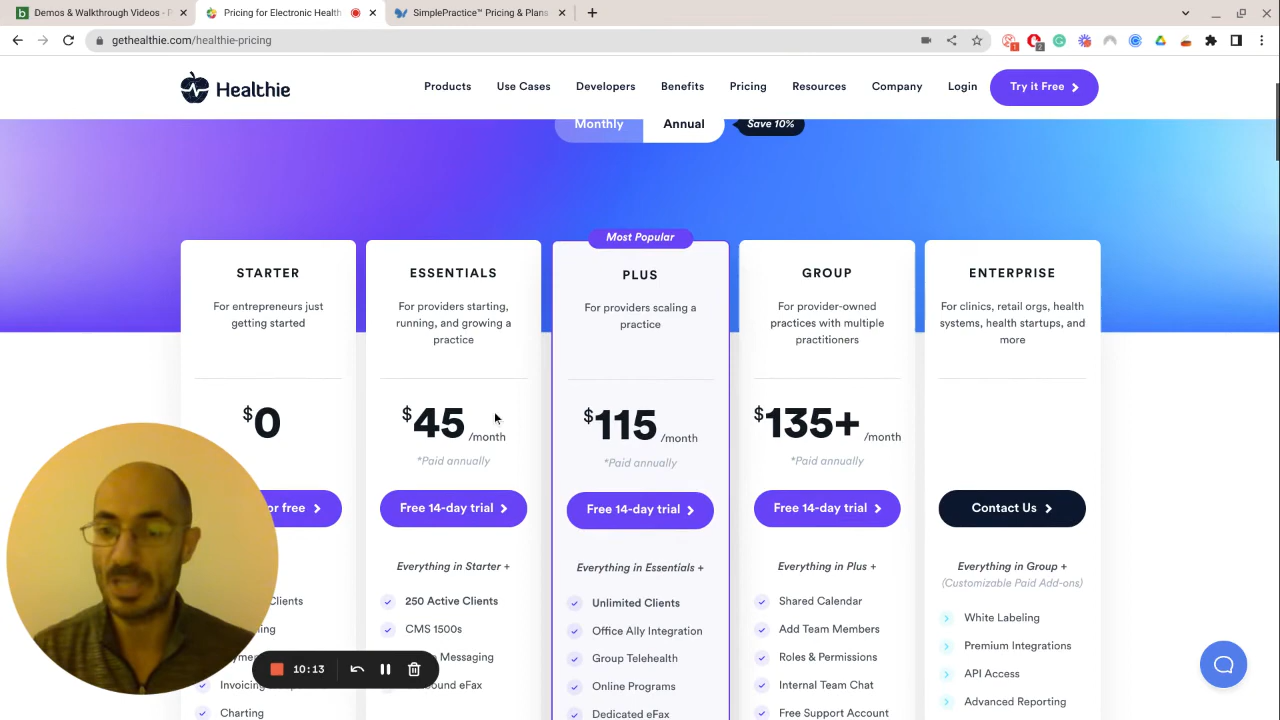 Demos & Walkthrough Videos - P
Pricing for Electronic Health
SimplePractice™ Pricing & Plans
gethealthie.com/healthie-pricing
1
2
Healthie
Products
Use Cases
Developers
Benefits
Pricing
Resources
Company
Login
Try it Free
Monthly
Annual
Save 10%
STARTER
For entrepreneurs just
getting started
$0
or free
Clients
Invoicing
Charting
ESSENTIALS
For providers starting,
running, and growing a
practice
$45 /month
*Paid annually
Free 14-day trial
Everything in Starter +
250 Active Clients
CMS 1500s
Messaging
eFax
Most Popular
PLUS
For providers scaling a
practice
$115 /month
*Paid annually
Free 14-day trial
Everything in Essentials +
Unlimited Clients
Office Ally Integration
Group Telehealth
Online Programs
Dedicated eFax
GROUP
For provider-owned
practices with multiple
practitioners
$135+ /month
*Paid annually
Free 14-day trial
Everything in Plus +
Shared Calendar
Add Team Members
Roles & Permissions
Internal Team Chat
Free Support Account
ENTERPRISE
For clinics, retail orgs, health
systems, health startups, and
more
Contact Us
Everything in Group +
(Customizable Paid Add-ons)
White Labeling
Premium Integrations
API Access
Advanced Reporting
10:13